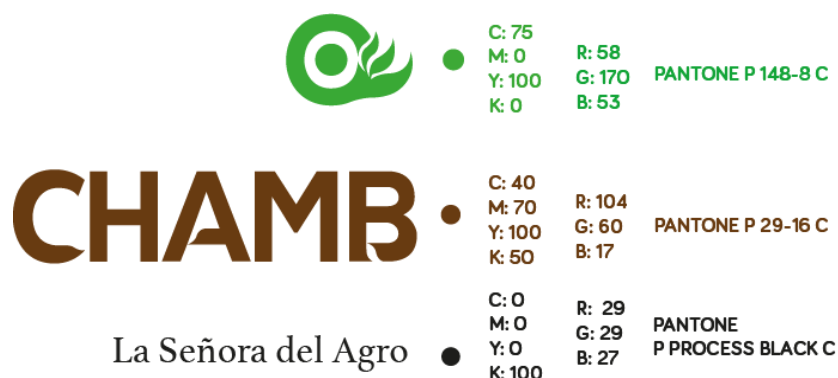 C: 75
M: 0
Y: 100
K: 0
R: 58
G: 170
B: 53
PANTONE P 148-8 C
CHAMB
C: 40
M: 70
Y: 100
K: 50
R: 104
G: 60
B: 17
PANTONE P 29-16 C
La Señora del Agro
C: 0
M: 0
Y: 0
K: 100
R: 29
G: 29
B: 27
PANTONE
P PROCESS BLACK C